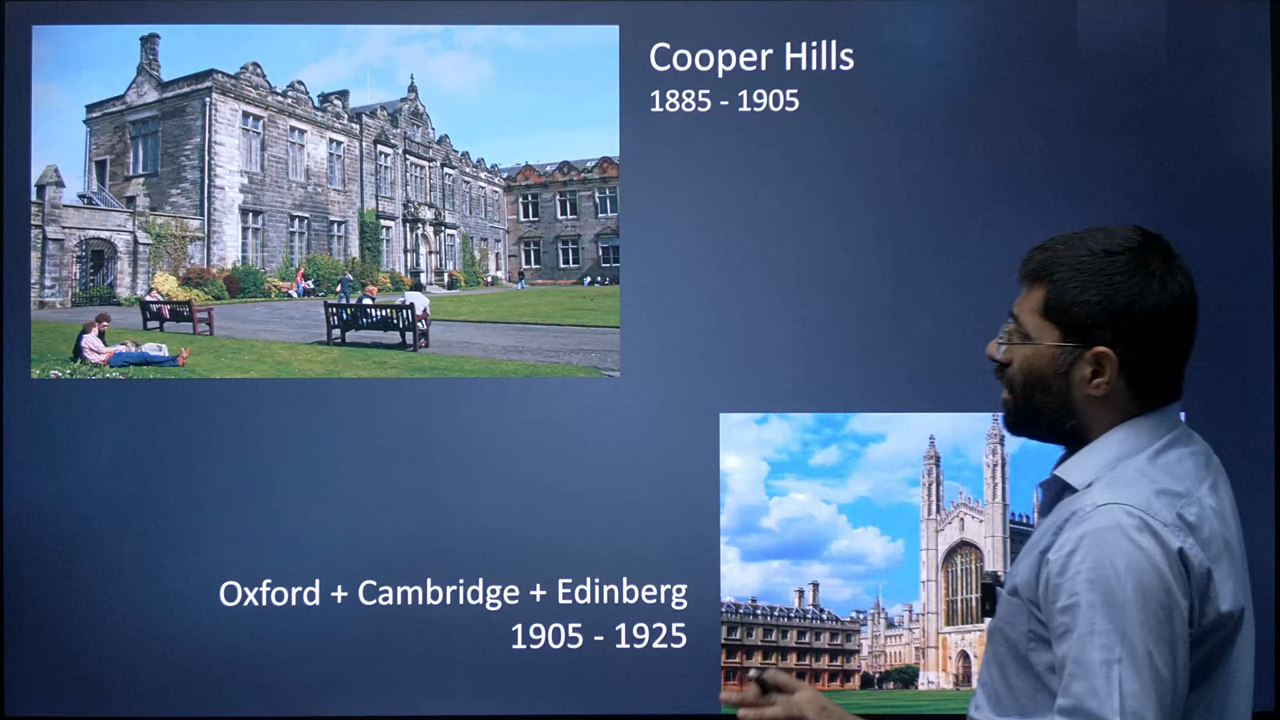 Cooper Hills
1885 - 1905
Oxford + Cambridge + Edinberg
1905 - 1925